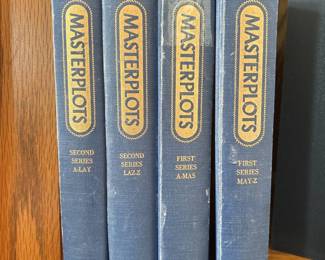 MASTERPLOTS
SECOND
SERIES
A-LAY
MASTERPLOTS
SECOND
SERIES
LAZ-Z
MASTERPLOTS
FIRST
SERIES
A-MAS
MASTERPLOTS
FIRST
SERIES
MAY-Z